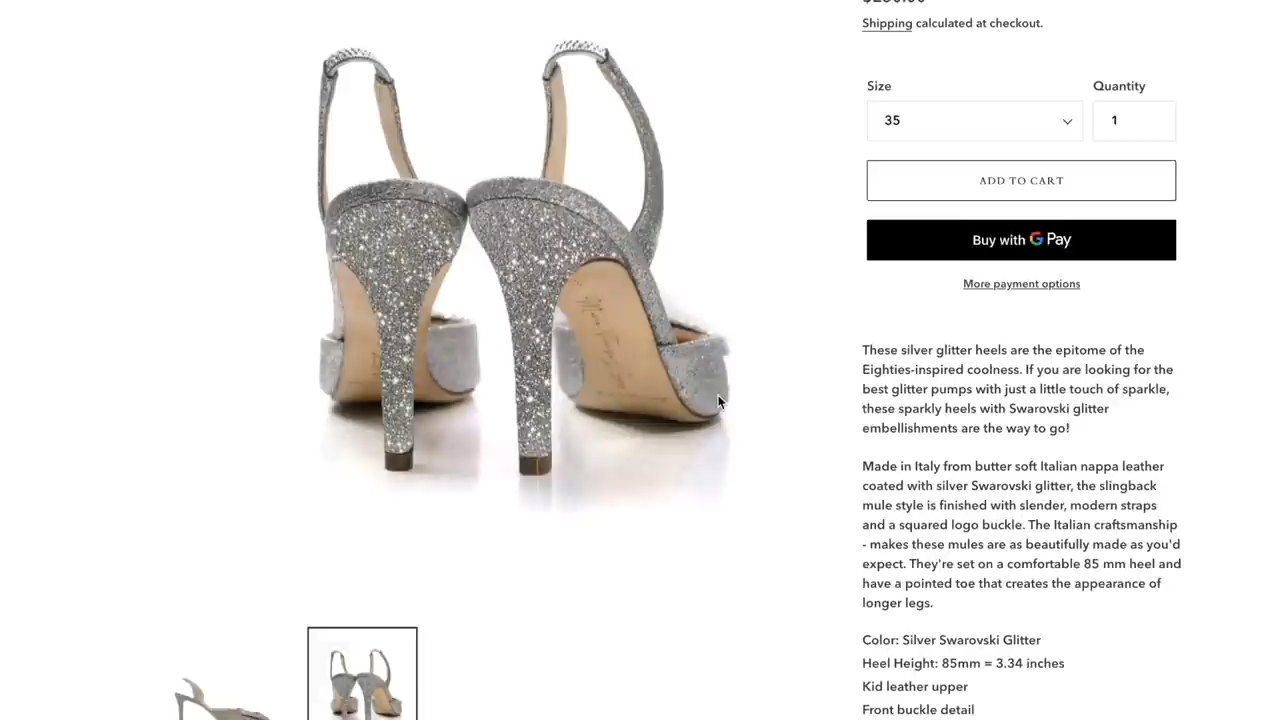 Shipping calculated at checkout.
Size
Quantity
35
1
ADD TO CART
Buy with G Pay
More payment options
These silver glitter heels are the epitome of the
Eighties-inspired coolness. If you are looking for the
best glitter pumps with just a little touch of sparkle,
these sparkly heels with Swarovski glitter
embellishments are the way to go!
Made in Italy from butter soft Italian nappa leather
coated with silver Swarovski glitter, the slingback
mule style is finished with slender, modern straps
and a squared logo buckle. The Italian craftsmanship
- makes these mules are as beautifully made as you'd
expect. They're set on a comfortable 85 mm heel and
have a pointed toe that creates the appearance of
longer legs.
Color: Silver Swarovski Glitter
Heel Height: 85mm = 3.34 inches
Kid leather upper
Front buckle detail